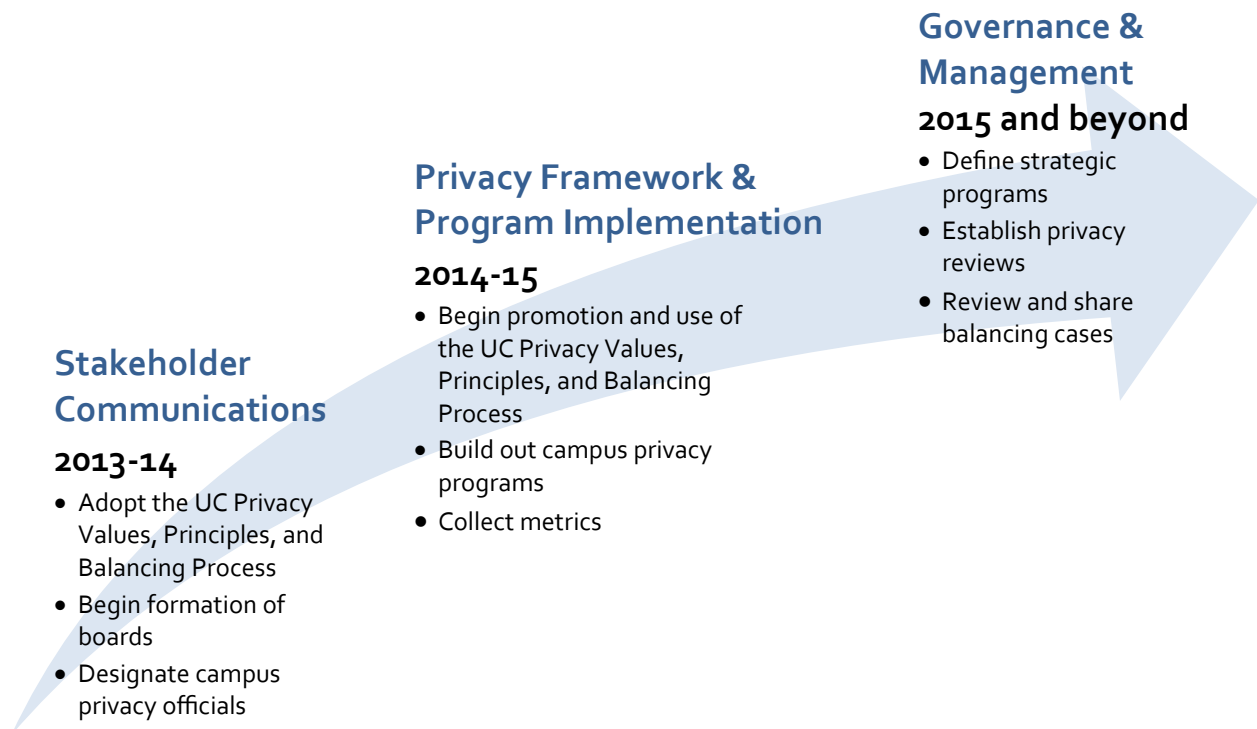 Stakeholder
Communications
2013-14
• Adopt the UC Privacy
Values, Principles, and
Balancing Process
• Begin formation of
boards
• Designate campus
privacy officials
Privacy Framework &
Program Implementation
2014-15
• Begin promotion and use of
the UC Privacy Values,
Principles, and Balancing
Process
• Build out campus privacy
programs
• Collect metrics
Governance &
Management
2015 and beyond
• Define strategic
programs
• Establish privacy
reviews
• Review and share
balancing cases